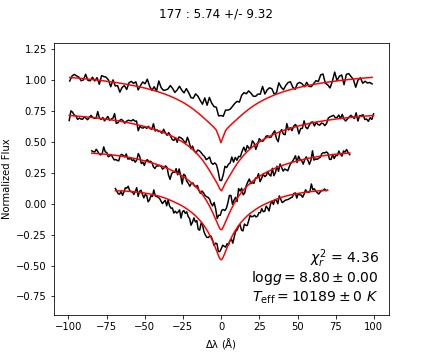 177 : 5.74 +/- 9.32
1.25
1.00
0.75
0.50
0.25
0.00
−0.25
−0.50
−0.75
Normalized Flux
χ²ᵣ = 4.36
logg = 8.80 ± 0.00
Teff = 10189 ± 0 K
−100 −75 −50 −25 0 25 50 75 100
Δλ (Å)